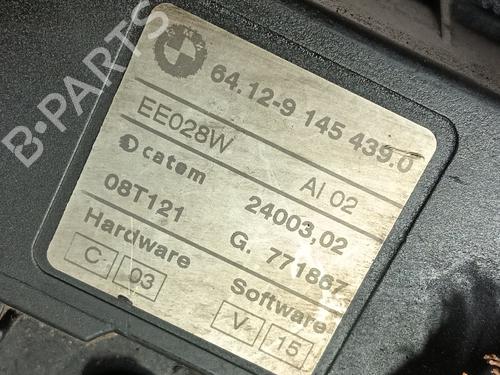 B-PARTS
BMW
64.12-9 145 439.0
EE028W AI 02
catem 24003,02
08T121 G. 771867
Hardware Software
C 03 V 15